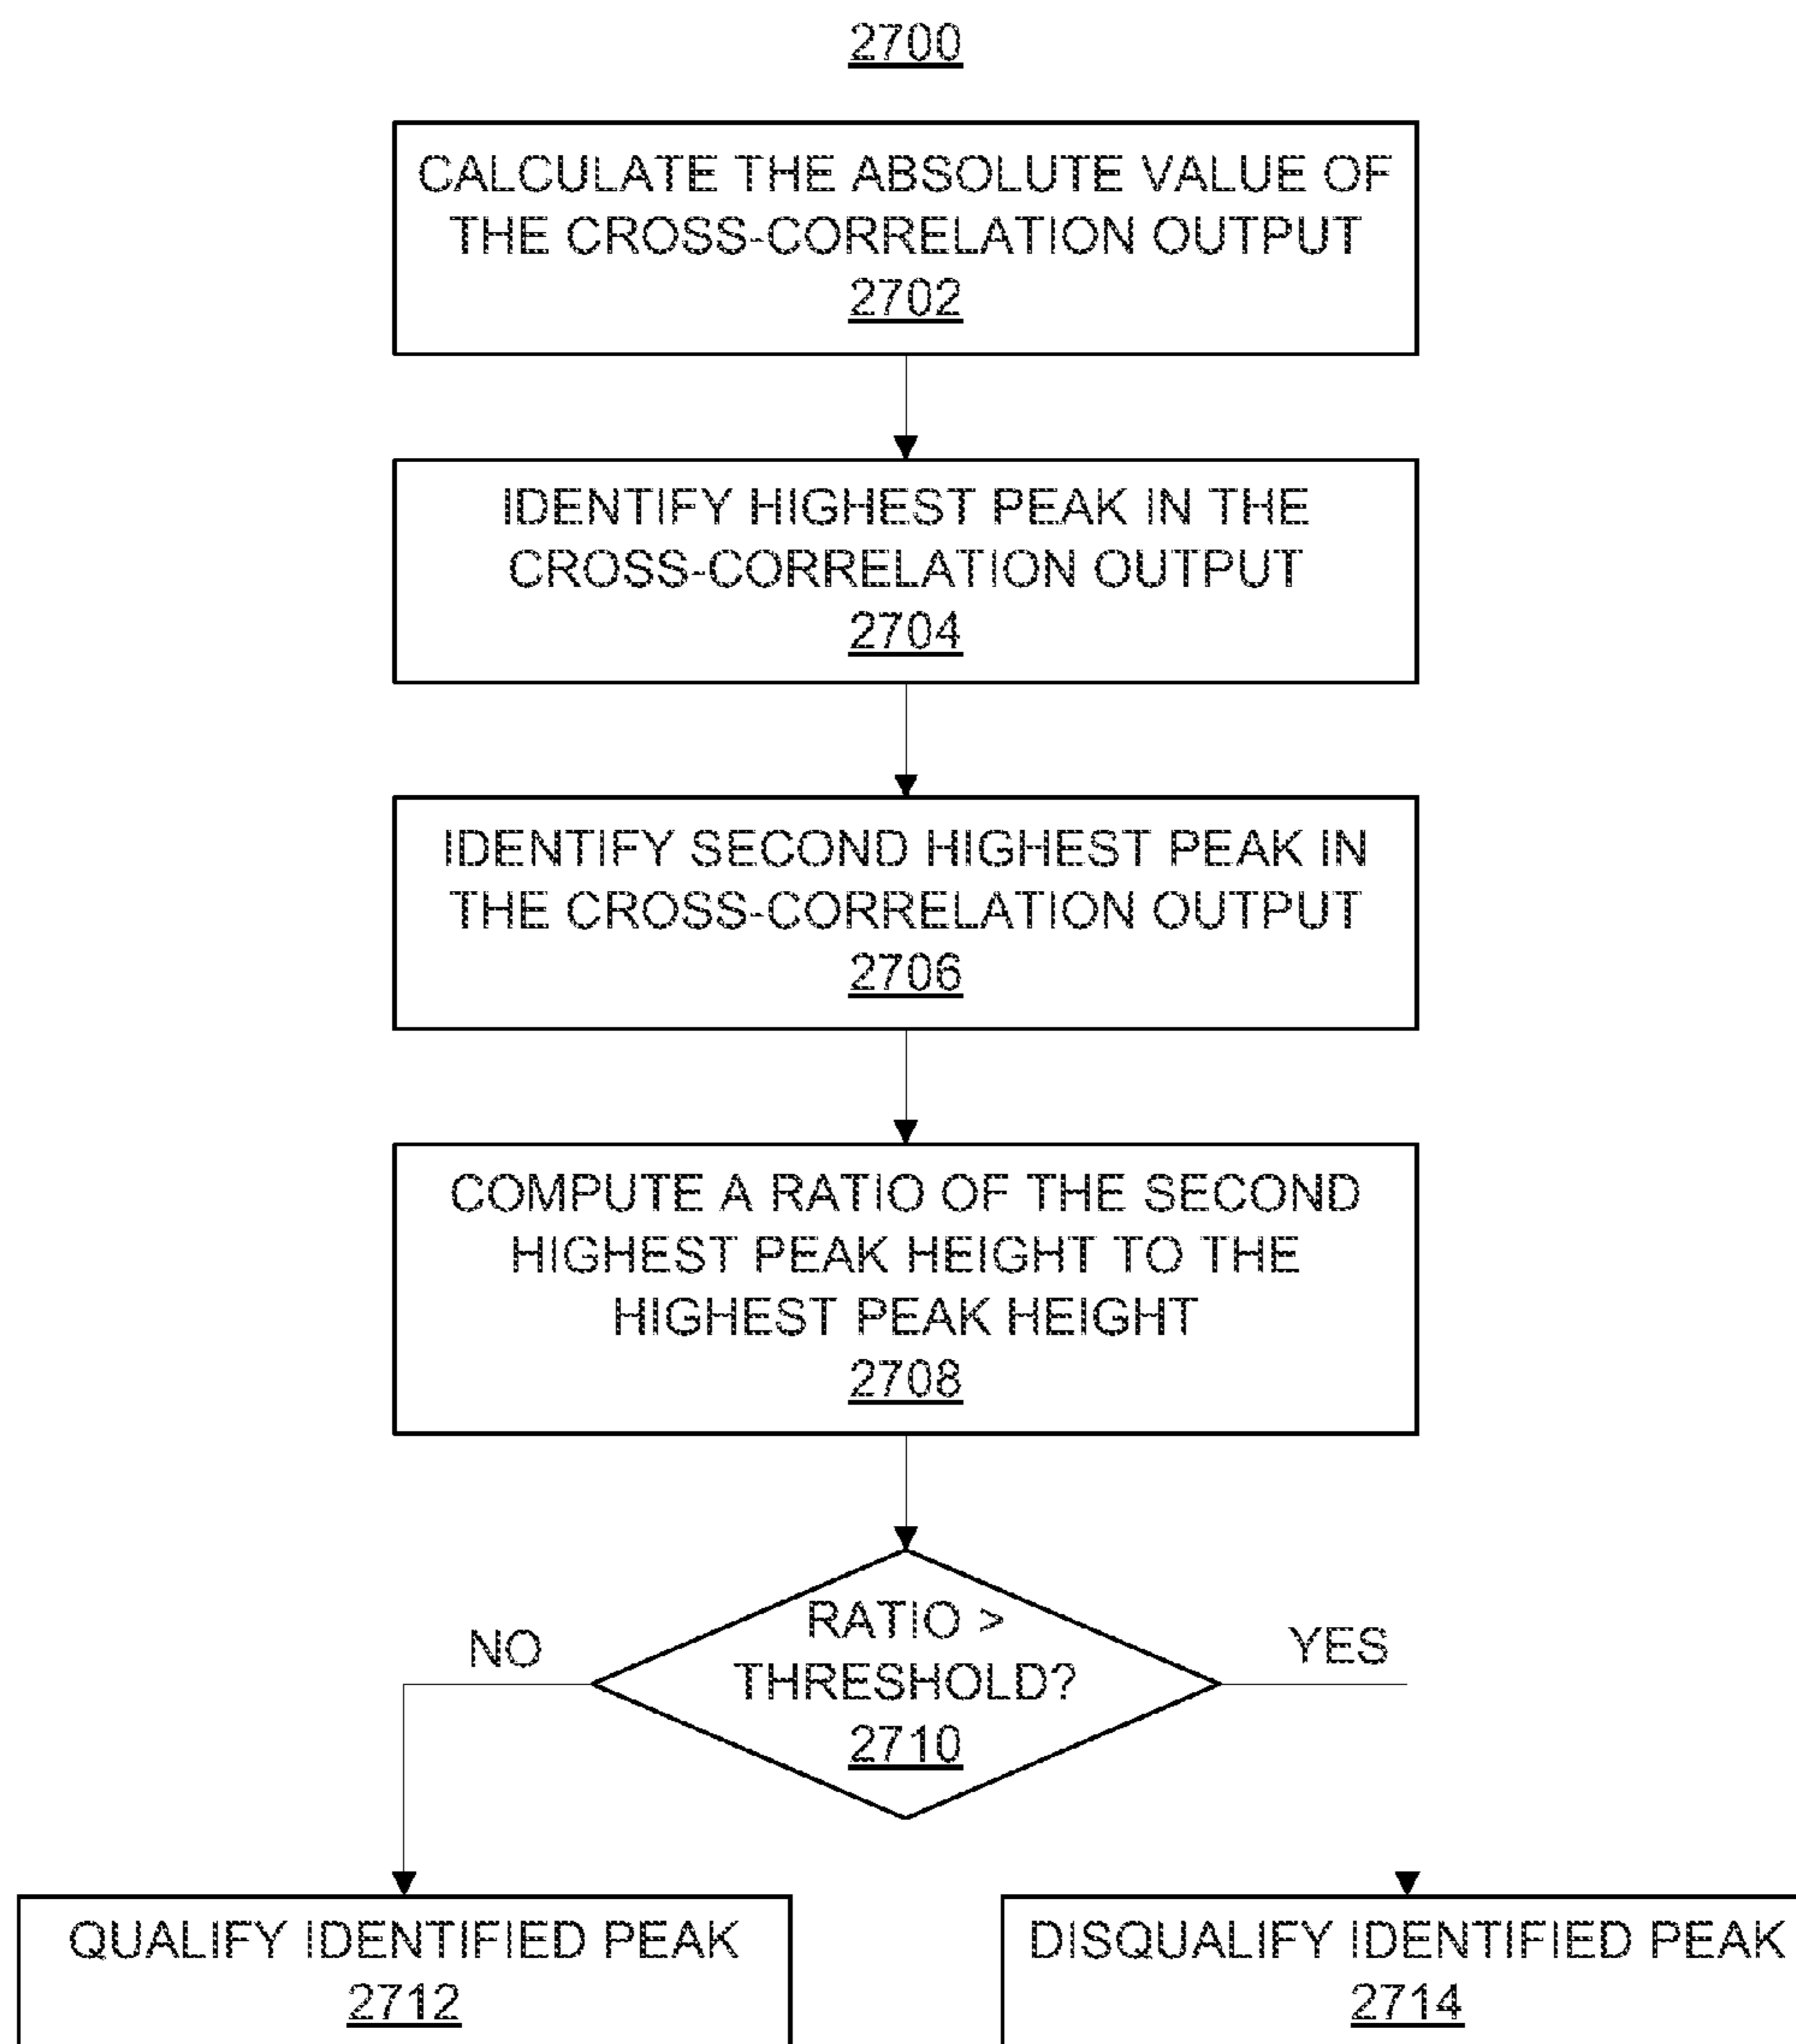 2700
CALCULATE THE ABSOLUTE VALUE OF
THE CROSS-CORRELATION OUTPUT
2702
IDENTIFY HIGHEST PEAK IN THE
CROSS-CORRELATION OUTPUT
2704
IDENTIFY SECOND HIGHEST PEAK IN
THE CROSS-CORRELATION OUTPUT
2706
COMPUTE A RATIO OF THE SECOND
HIGHEST PEAK HEIGHT TO THE
HIGHEST PEAK HEIGHT
2708
RATIO >
THRESHOLD?
2710
NO
YES
QUALIFY IDENTIFIED PEAK
2712
DISQUALIFY IDENTIFIED PEAK
2714